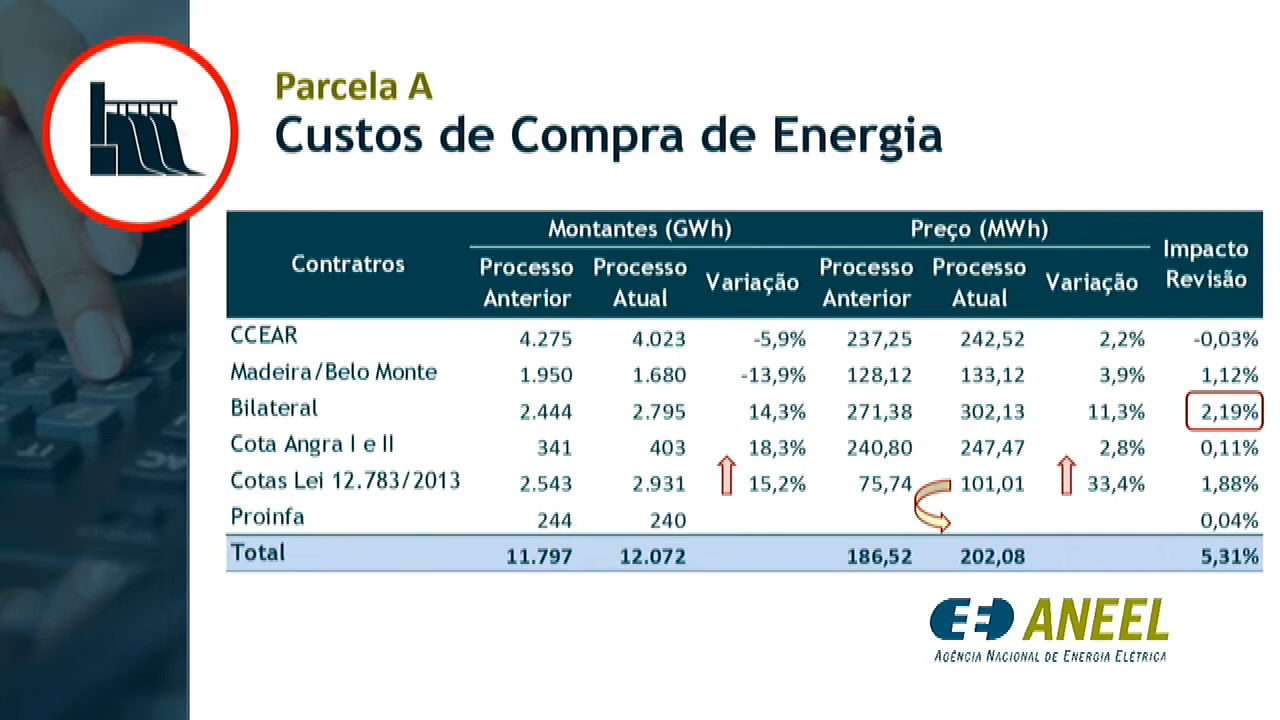 Parcela A
Custos de Compra de Energia
Contratros
Montantes (GWh)
Preço (MWh)
Impacto Revisão
Processo Anterior
Processo Atual
Variação
Processo Anterior
Processo Atual
Variação
CCEAR 4.275 4.023 -5,9% 237,25 242,52 2,2% -0,03%
Madeira/Belo Monte 1.950 1.680 -13,9% 128,12 133,12 3,9% 1,12%
Bilateral 2.444 2.795 14,3% 271,38 302,13 11,3% 2,19%
Cota Angra I e II 341 403 18,3% 240,80 247,47 2,8% 0,11%
Cotas Lei 12.783/2013 2.543 2.931 15,2% 75,74 101,01 33,4% 1,88%
Proinfa 244 240 0,04%
Total 11.797 12.072 186,52 202,08 5,31%
ANEEL
AGÊNCIA NACIONAL DE ENERGIA ELÉTRICA